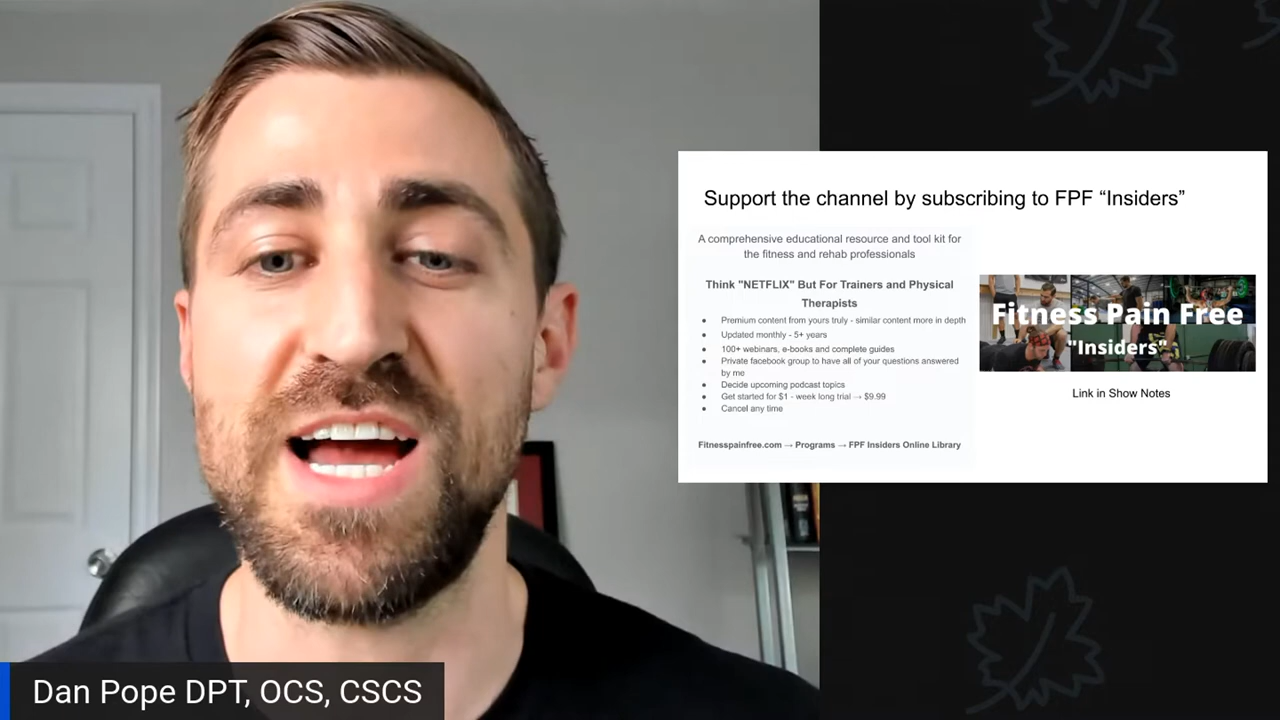 Support the channel by subscribing to FPF “Insiders”
A comprehensive educational resource and tool kit for
the fitness and rehab professionals
Think "NETFLIX" But For Trainers and Physical
Therapists
● Premium content from yours truly - similar content more in depth
● Updated monthly - 5+ years
● 100+ webinars, e-books and complete guides
● Private facebook group to have all of your questions answered
by me
● Decide upcoming podcast topics
● Get started for $1 - week long trial → $9.99
● Cancel any time
Fitnesspainfree.com → Programs → FPF Insiders Online Library
Fitness Pain Free
"Insiders"
Link in Show Notes
Dan Pope DPT, OCS, CSCS